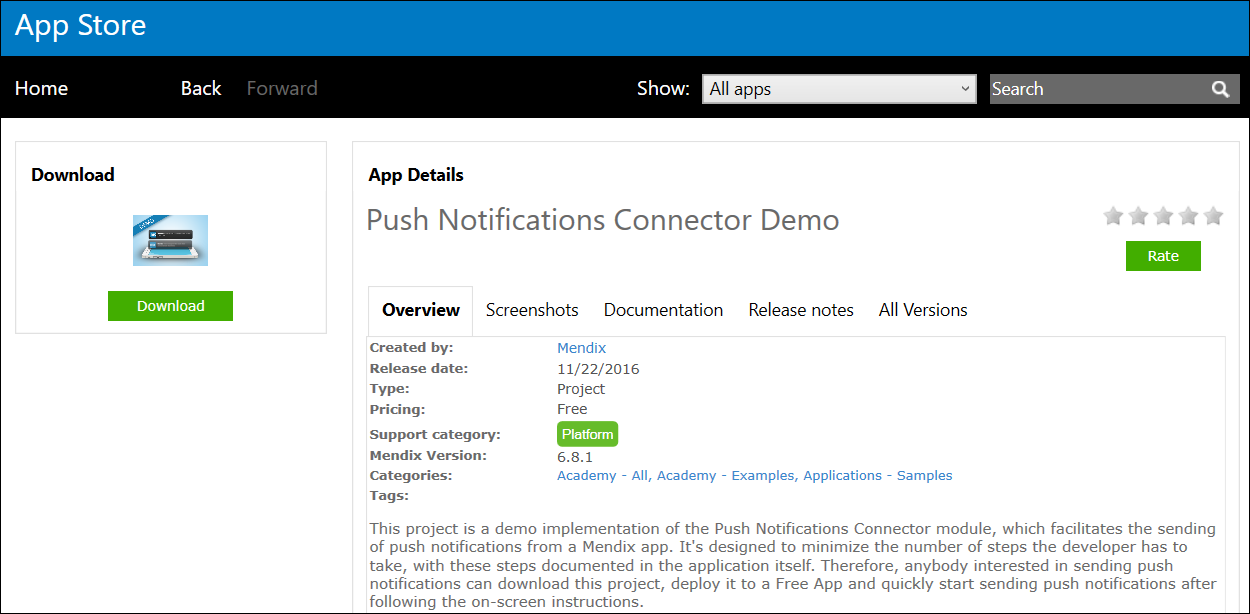 App Store
Home Back Forward Show: All apps Search
Download
DEMO
Download
App Details
Push Notifications Connector Demo
Rate
Overview Screenshots Documentation Release notes All Versions
Created by: Mendix
Release date: 11/22/2016
Type: Project
Pricing: Free
Support category: Platform
Mendix Version: 6.8.1
Categories: Academy - All, Academy - Examples, Applications - Samples
Tags:
This project is a demo implementation of the Push Notifications Connector module, which facilitates the sending
of push notifications from a Mendix app. It's designed to minimize the number of steps the developer has to
take, with these steps documented in the application itself. Therefore, anybody interested in sending push
notifications can download this project, deploy it to a Free App and quickly start sending push notifications after
following the on-screen instructions.